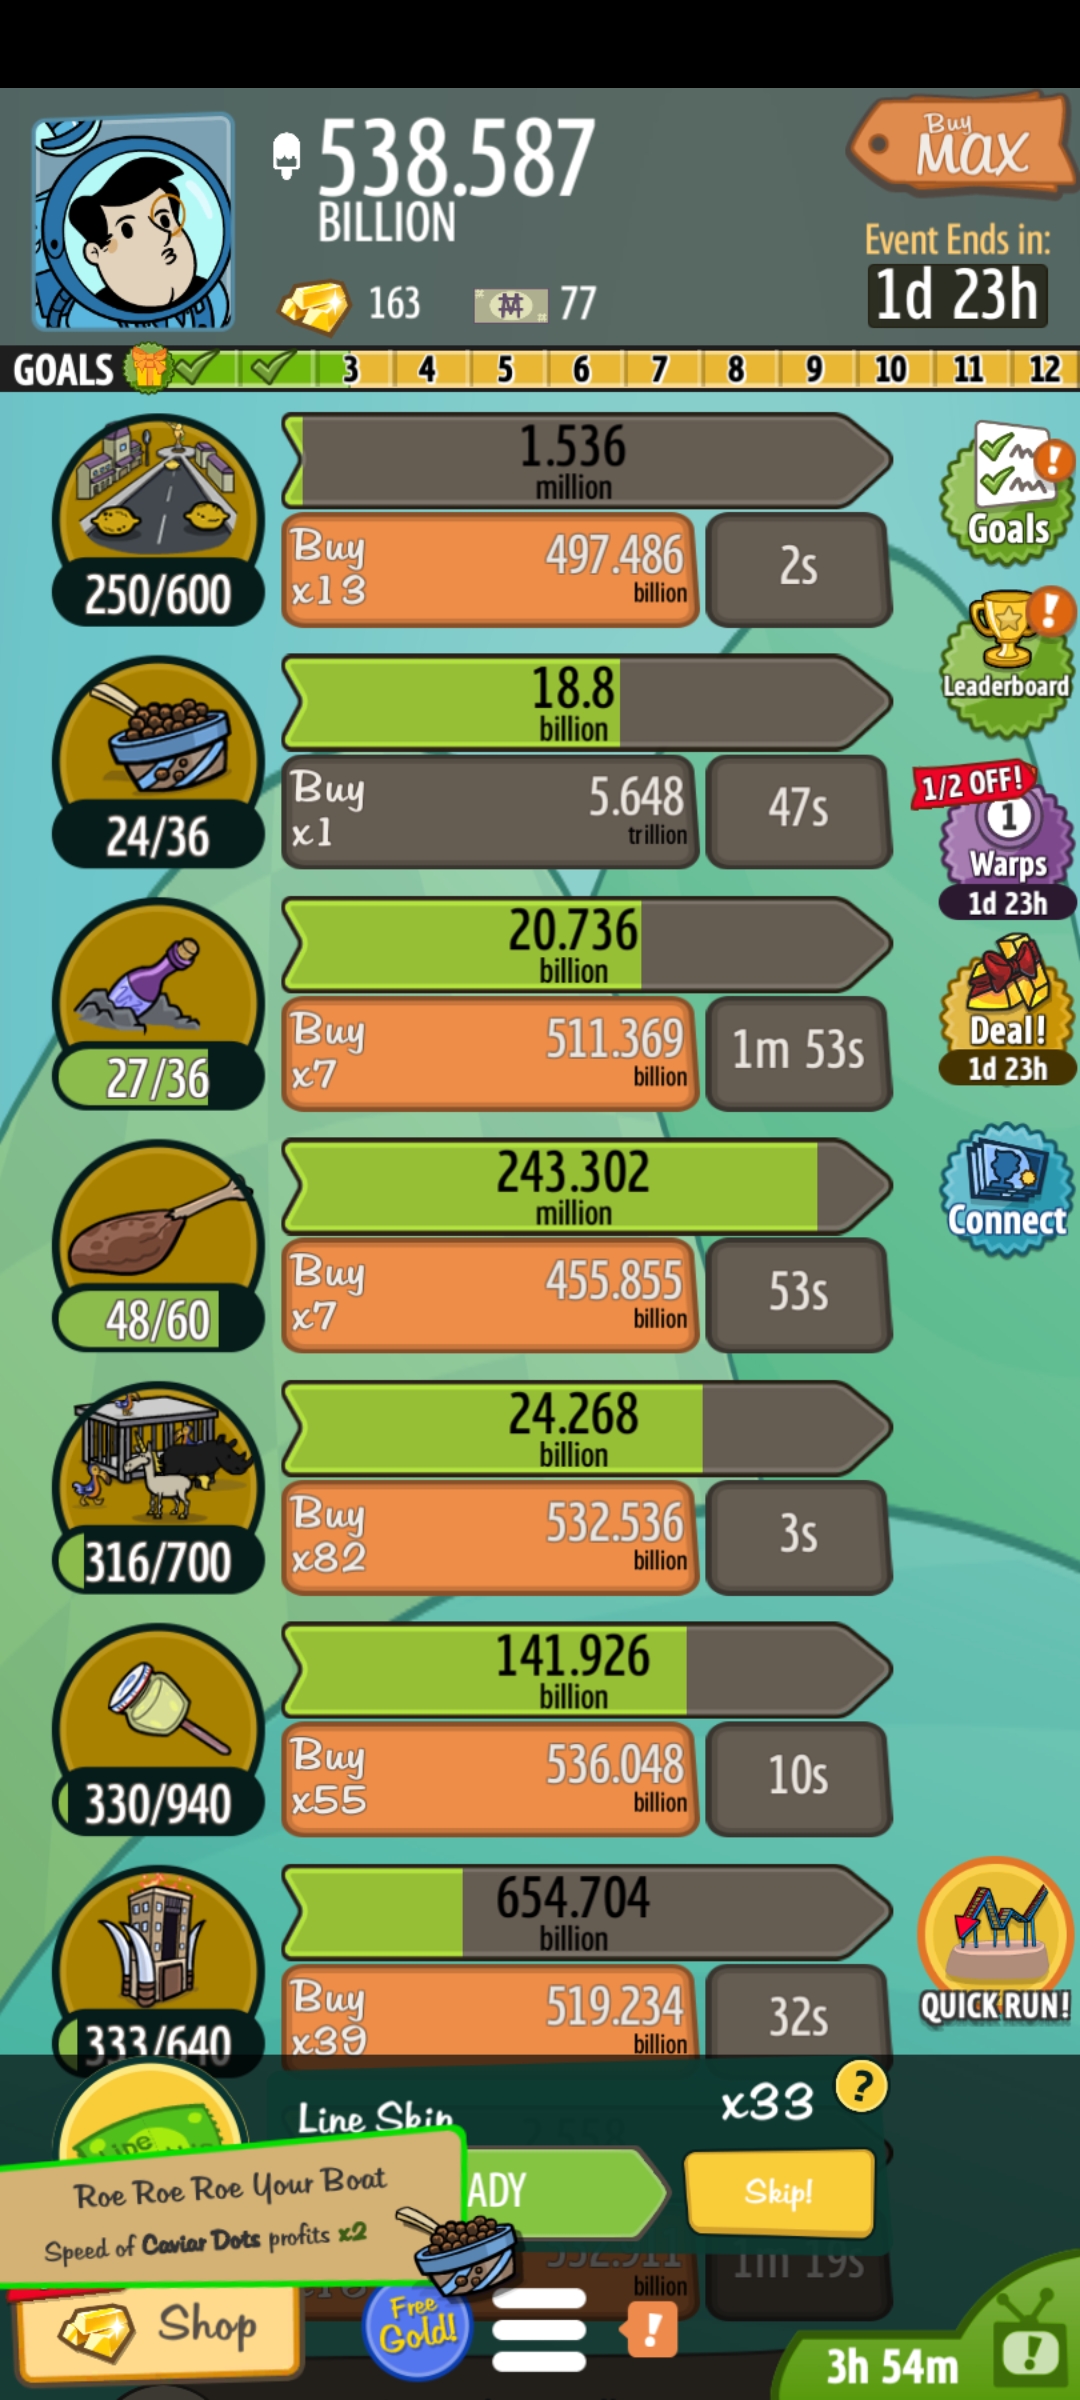 538.587
BILLION
Buy
MAX
163
77
Event Ends in:
1d 23h
GOALS 3 4 5 6 7 8 9 10 11 12
1.536
million
Buy
x13
497.486
billion
2s
250/600
Goals
18.8
billion
Buy
x1
5.648
trillion
47s
24/36
Leaderboard
1/2 OFF!
1
Warps
1d 23h
20.736
billion
Buy
x7
511.369
billion
1m 53s
27/36
Deal!
1d 23h
243.302
million
Buy
x7
455.855
billion
53s
48/60
Connect
24.268
billion
Buy
x82
532.536
billion
3s
316/700
141.926
billion
Buy
x55
536.048
billion
10s
330/940
654.704
billion
Buy
x39
519.234
billion
32s
333/640
QUICK RUN!
Line Skip
x33
?
2.558
ADY
Skip!
Roe Roe Roe Your Boat
Speed of Caviar Dots profits x2
532.911
billion
1m 19s
Shop
Free
Gold!
!
3h 54m